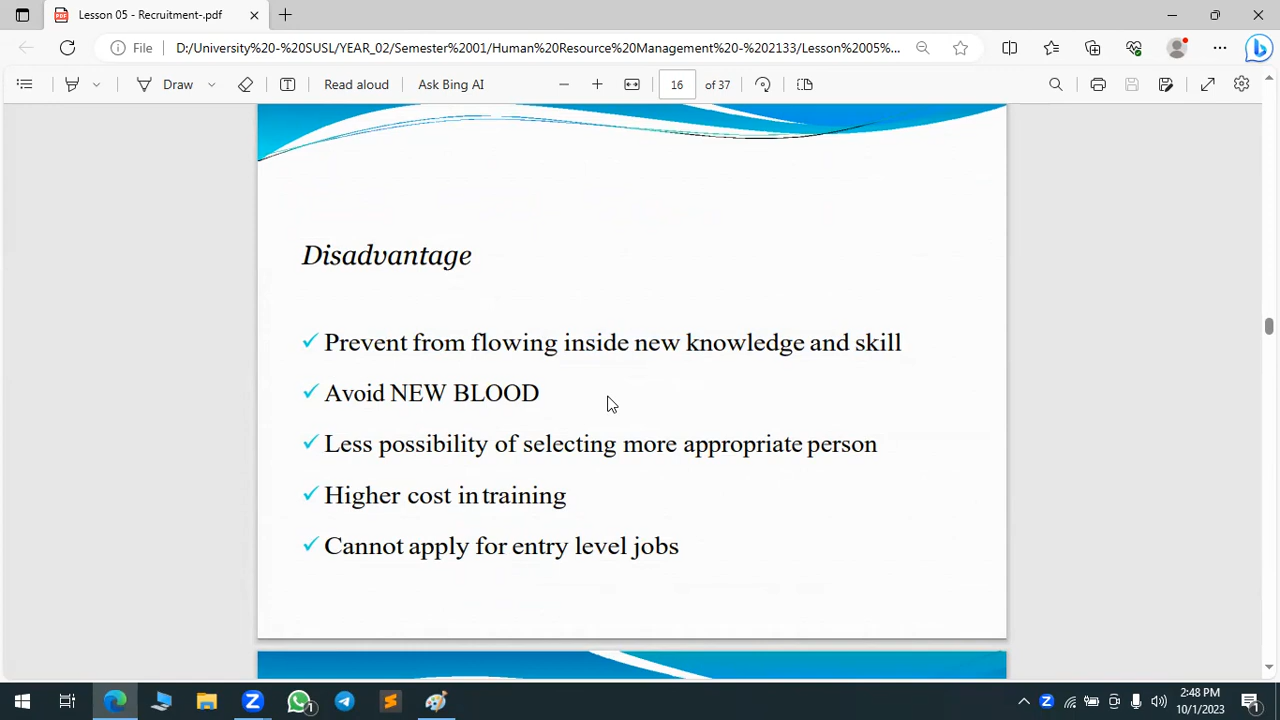 Lesson 05 - Recruitment-.pdf
File
D:/University%20-%20SUSL/YEAR_02/Semester%2001/Human%20Resource%20Management%20-%202133/Lesson%2005%...
Draw
Read aloud
Ask Bing AI
16
of 37
Disadvantage
Prevent from flowing inside new knowledge and skill
Avoid NEW BLOOD
Less possibility of selecting more appropriate person
Higher cost in training
Cannot apply for entry level jobs
2:48 PM
10/1/2023